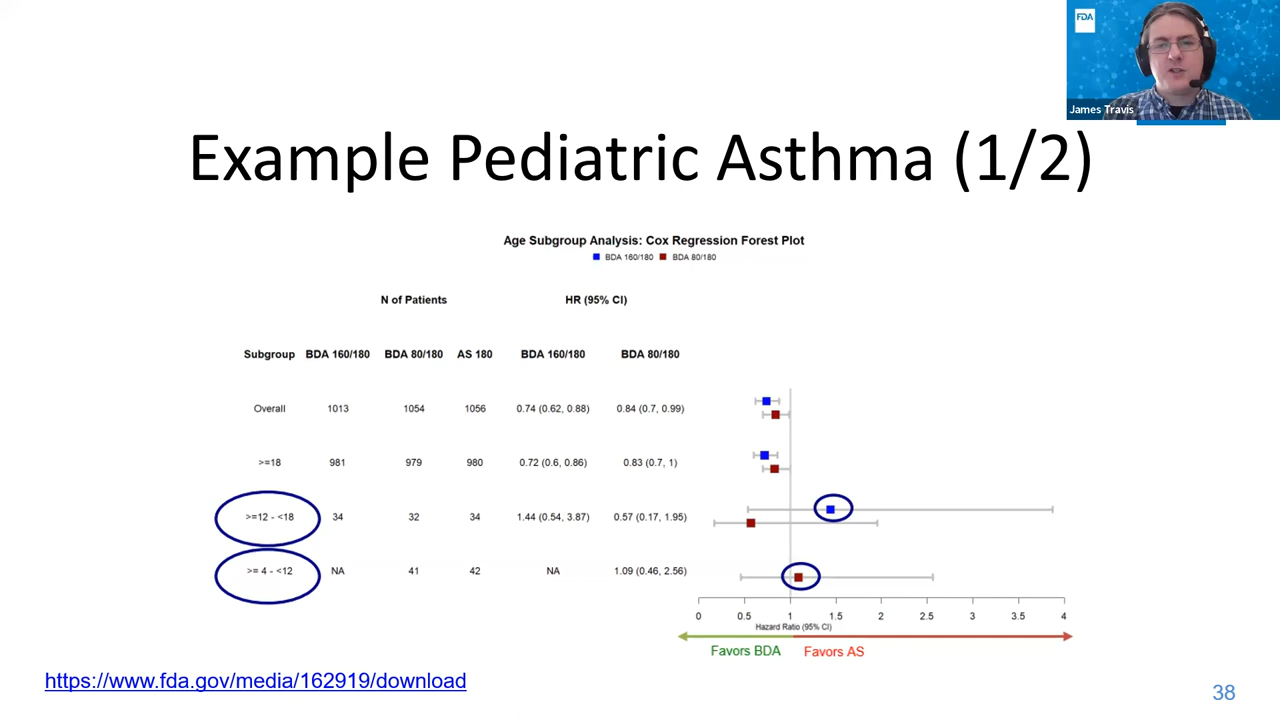 FDA
James Travis
Example Pediatric Asthma (1/2)
Age Subgroup Analysis: Cox Regression Forest Plot
BDA 160/180 BDA 80/180
N of Patients HR (95% CI)
Subgroup BDA 160/180 BDA 80/180 AS 180 BDA 160/180 BDA 80/180
Overall 1013 1054 1056 0.74 (0.62, 0.88) 0.84 (0.7, 0.99)
>=18 981 979 980 0.72 (0.6, 0.86) 0.83 (0.7, 1)
>=12 - <18 34 32 34 1.44 (0.54, 3.87) 0.57 (0.17, 1.95)
>= 4 - <12 NA 41 42 NA 1.09 (0.46, 2.56)
0 0.5 1 1.5 2 2.5 3 3.5 4
Hazard Ratio (95% CI)
Favors BDA Favors AS
https://www.fda.gov/media/162919/download
38